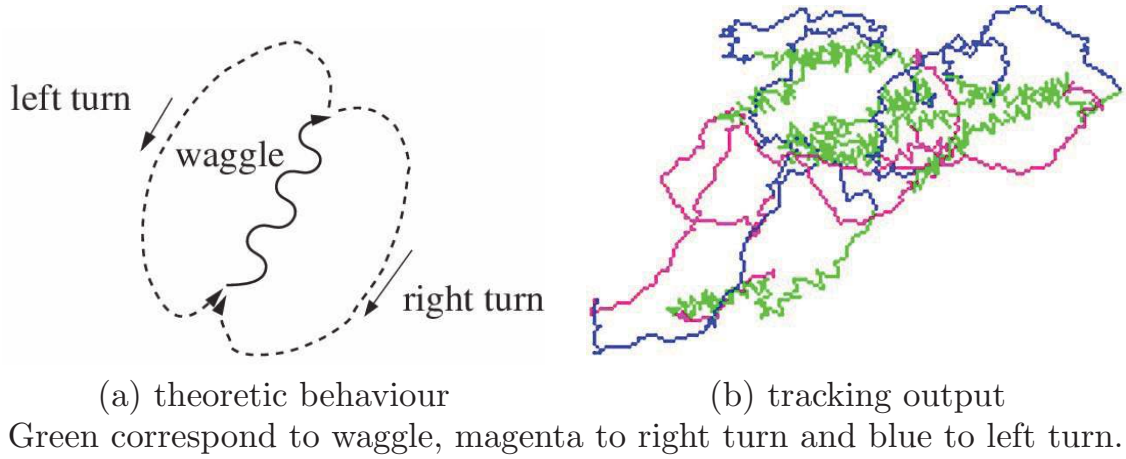 left turn
waggle
right turn
(a) theoretic behaviour
(b) tracking output
Green correspond to waggle, magenta to right turn and blue to left turn.